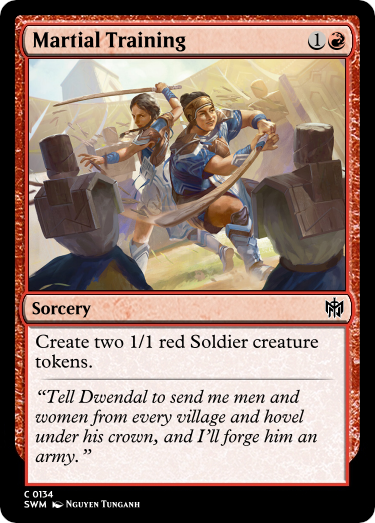 Martial Training 1
Sorcery
Create two 1/1 red Soldier creature
tokens.
“Tell Dwendal to send me men and
women from every village and hovel
under his crown, and I’ll forge him an
army.”
C 0134
SWM Nguyen Tunganh